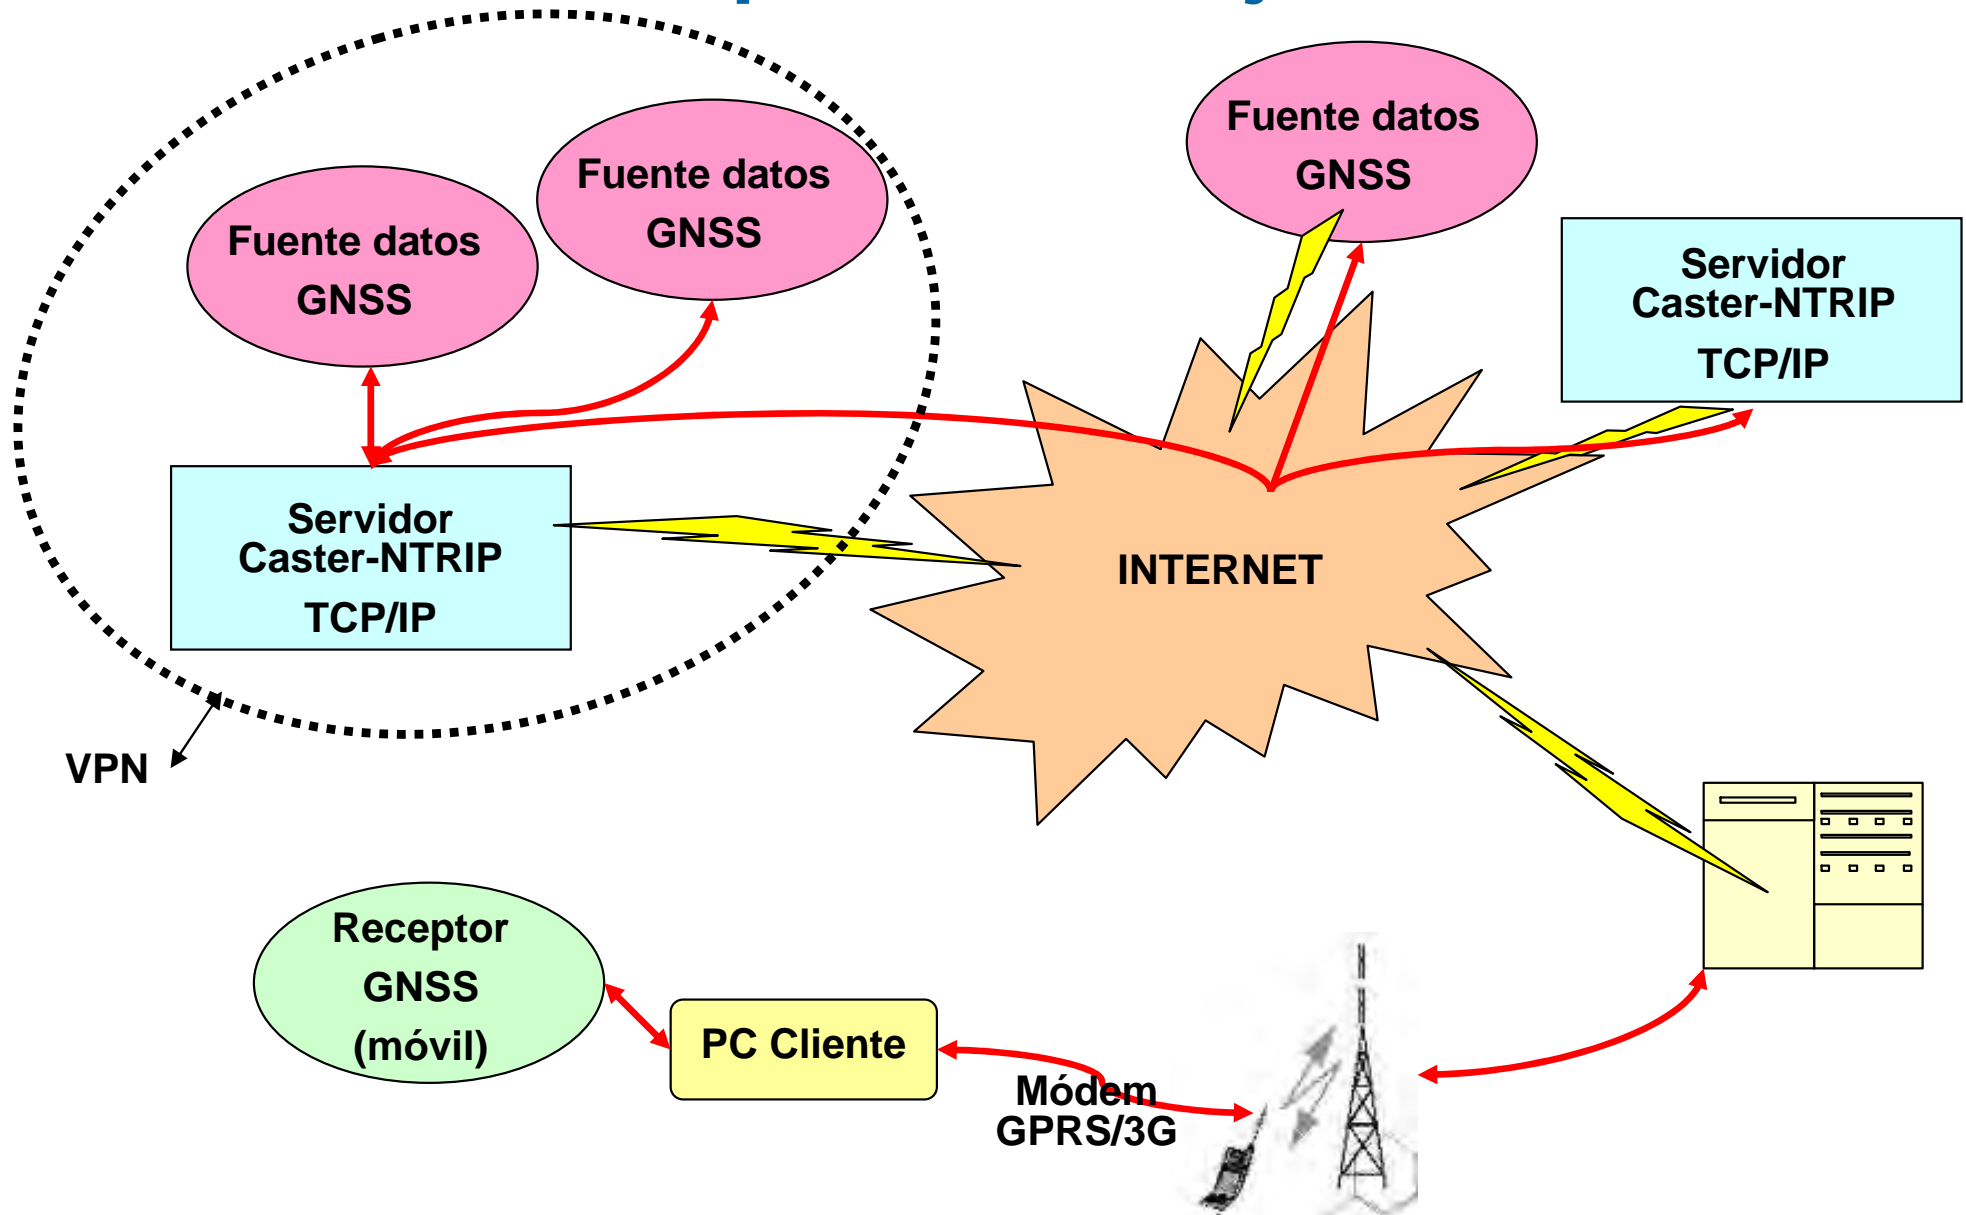 Fuente datos
GNSS
Fuente datos
GNSS
Fuente datos
GNSS
Servidor
Caster-NTRIP
TCP/IP
Servidor
Caster-NTRIP
TCP/IP
INTERNET
VPN
Receptor
GNSS
(móvil)
PC Cliente
Módem
GPRS/3G